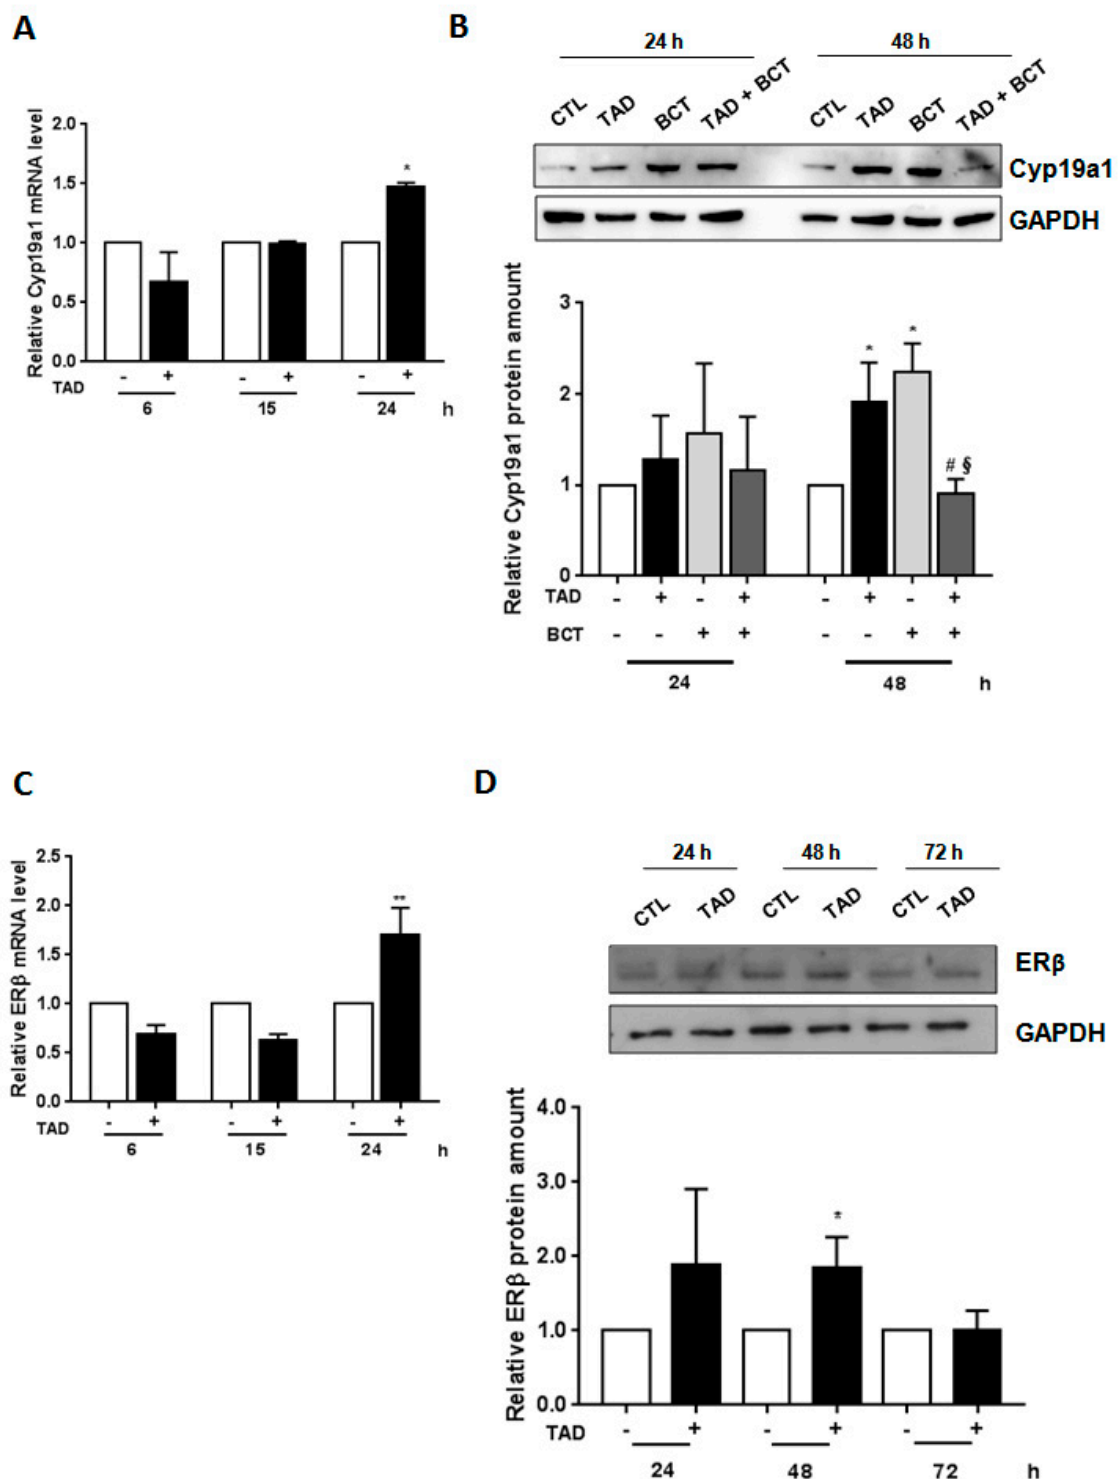 A
Relative Cyp19a1 mRNA level
2.0
1.5
1.0
0.5
0.0
*
TAD - + - + - +
6 15 24 h
B
24 h 48 h
CTL TAD BCT TAD + BCT CTL TAD BCT TAD + BCT
Cyp19a1
GAPDH
Relative Cyp19a1 protein amount
3
2
1
0
* *
# §
TAD - + - + - + - +
BCT - - + + - - + +
24 48 h
C
Relative ERβ mRNA level
2.5
2.0
1.5
1.0
0.5
0.0
**
TAD - + - + - +
6 15 24 h
D
24 h 48 h 72 h
CTL TAD CTL TAD CTL TAD
ERβ
GAPDH
Relative ERβ protein amount
4.0
3.0
2.0
1.0
0.0
*
TAD - + - + - +
24 48 72 h